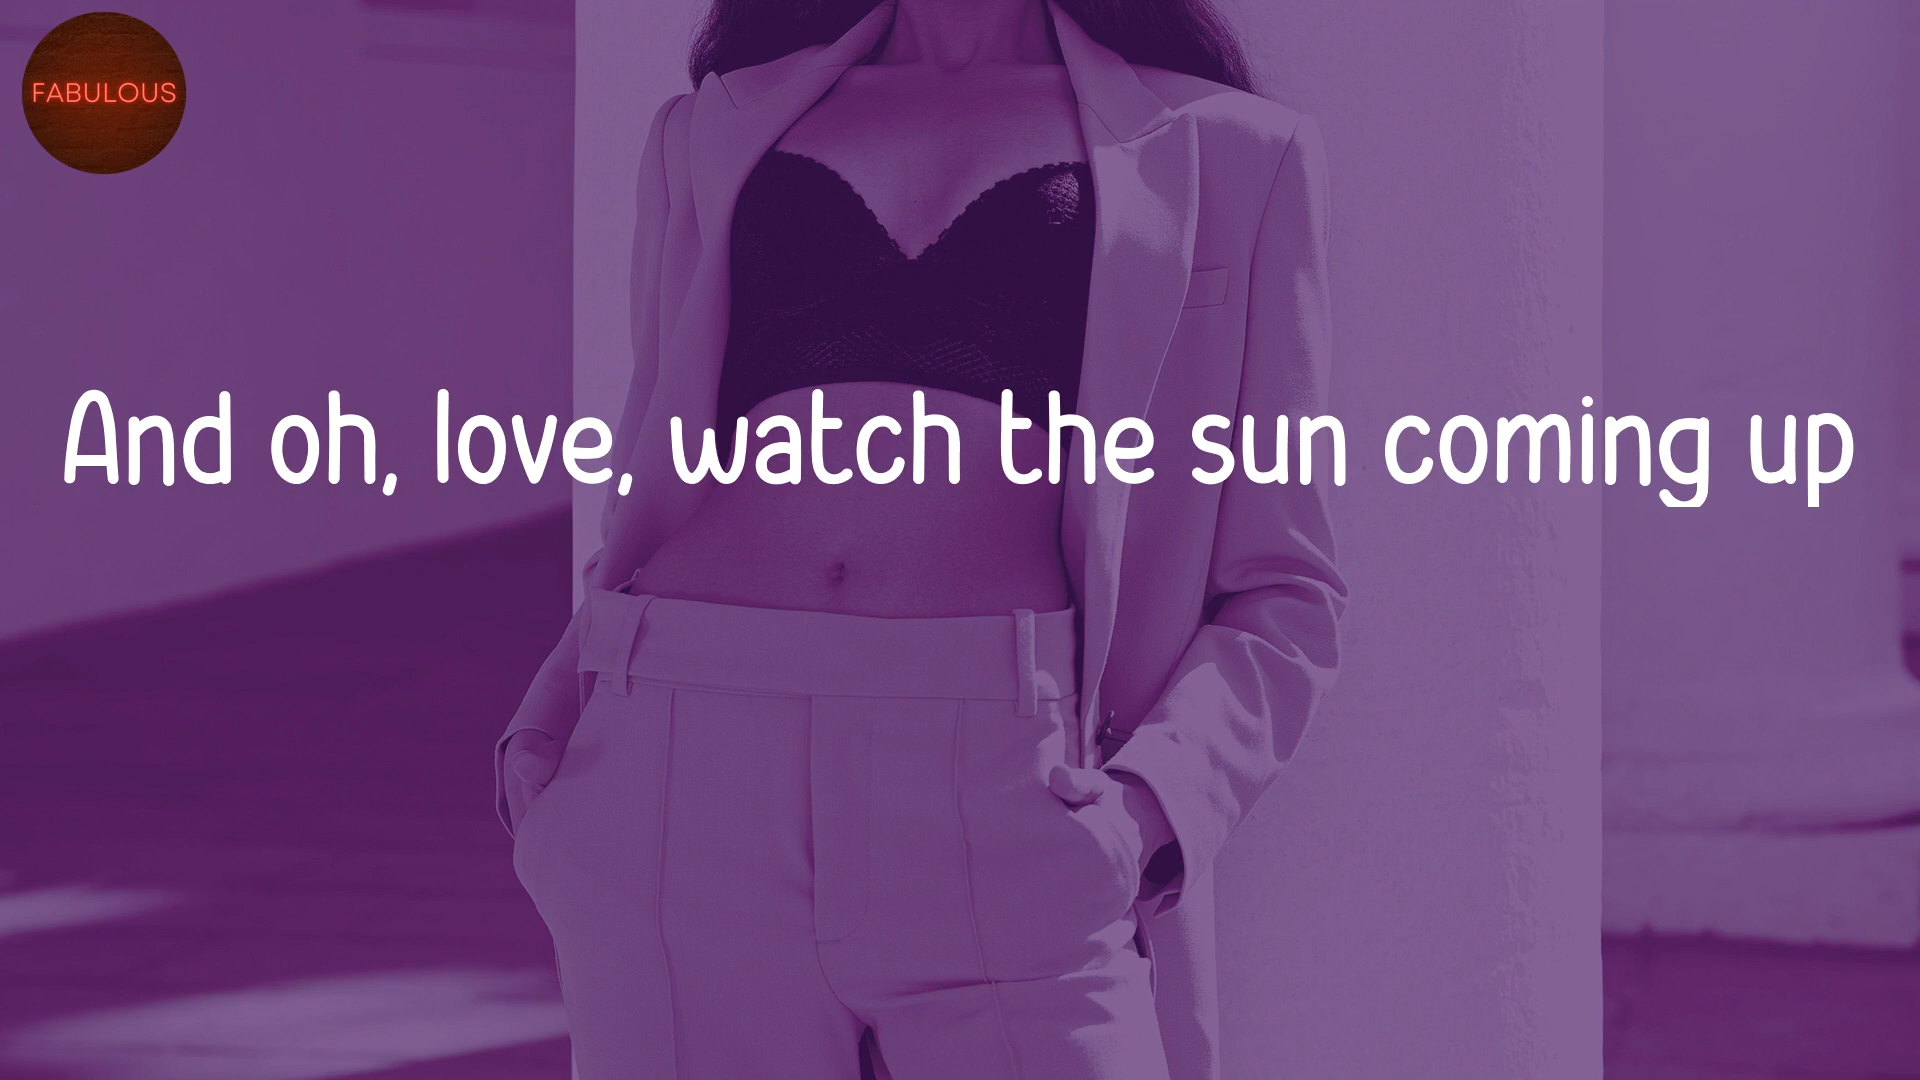 FABULOUS
And oh, love, watch the sun coming up